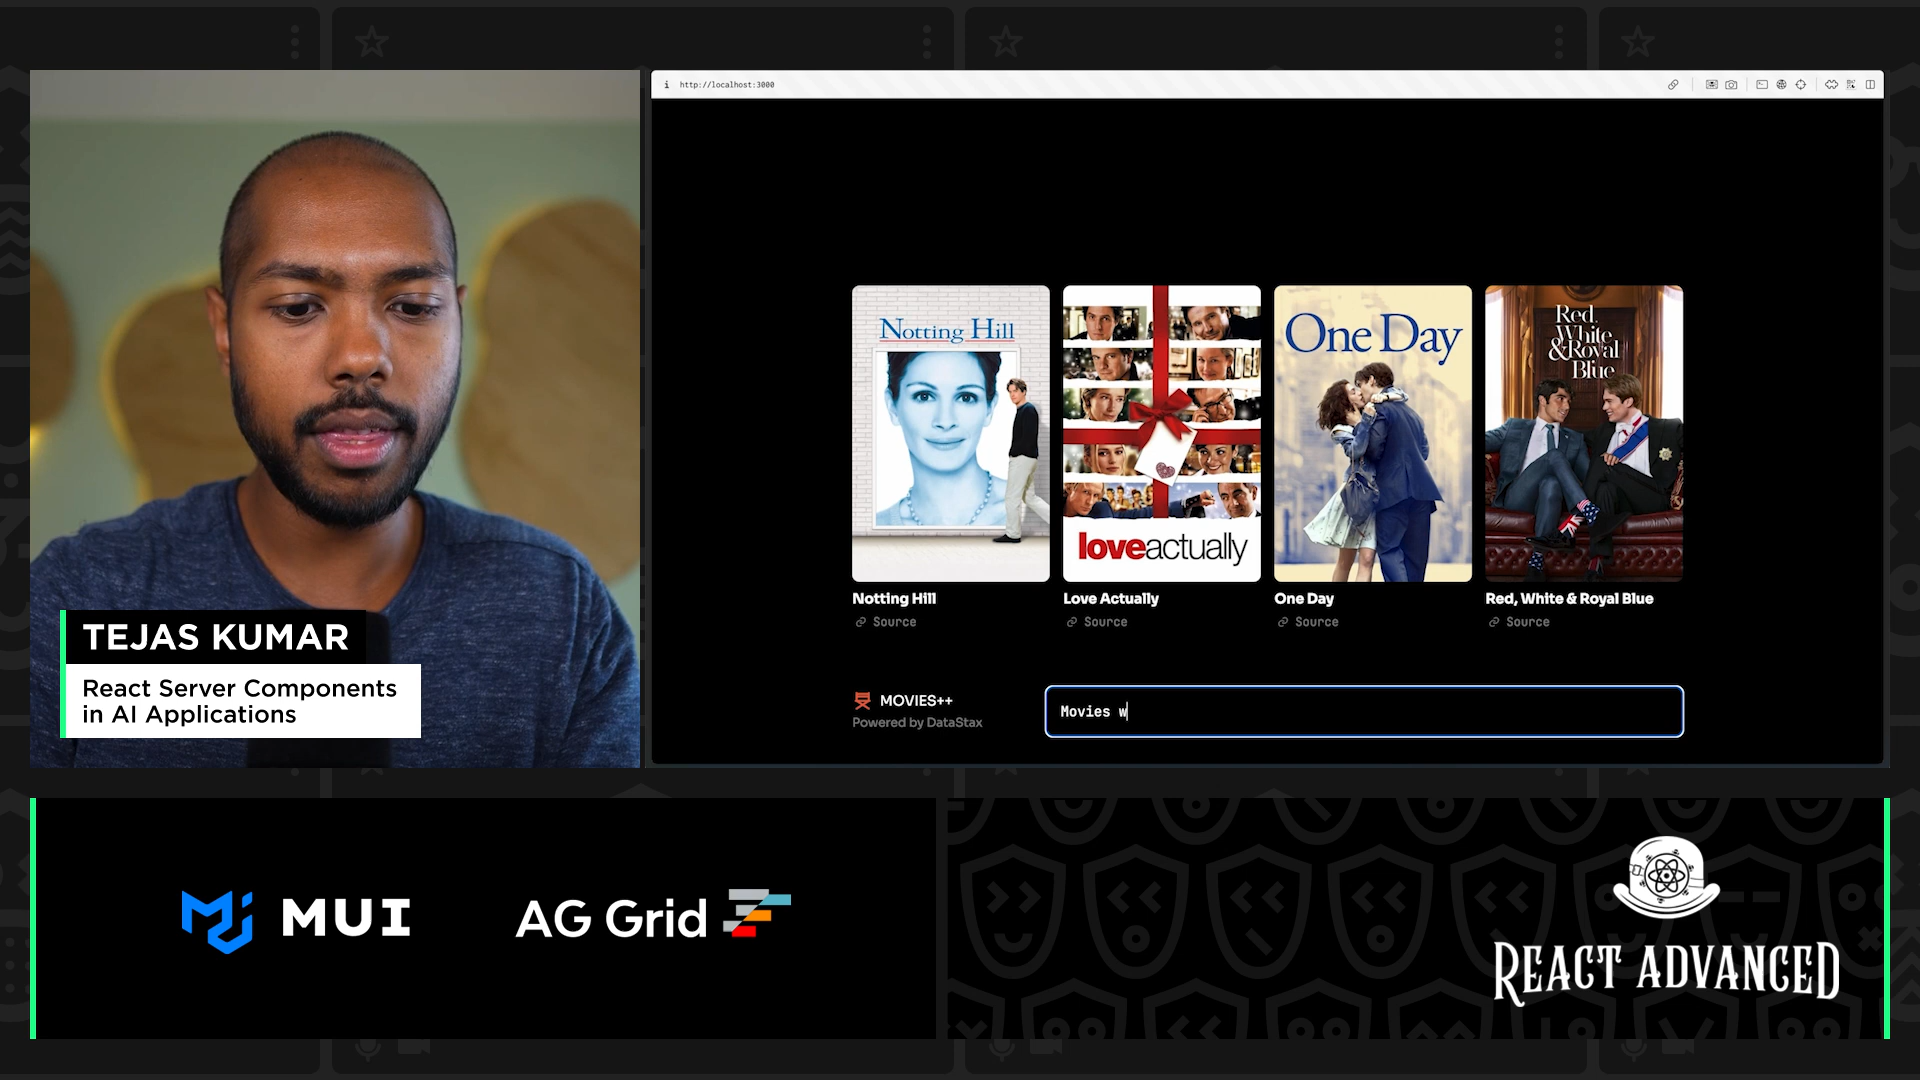 i http://localhost:3000
Notting Hill
loveactually
One Day
Red,
White
&Royal
Blue
Notting Hill
Love Actually
One Day
Red, White & Royal Blue
Source
Source
Source
Source
MOVIES++
Powered by DataStax
Movies w
TEJAS KUMAR
React Server Components
in AI Applications
MUI
AG Grid
REACT ADVANCED